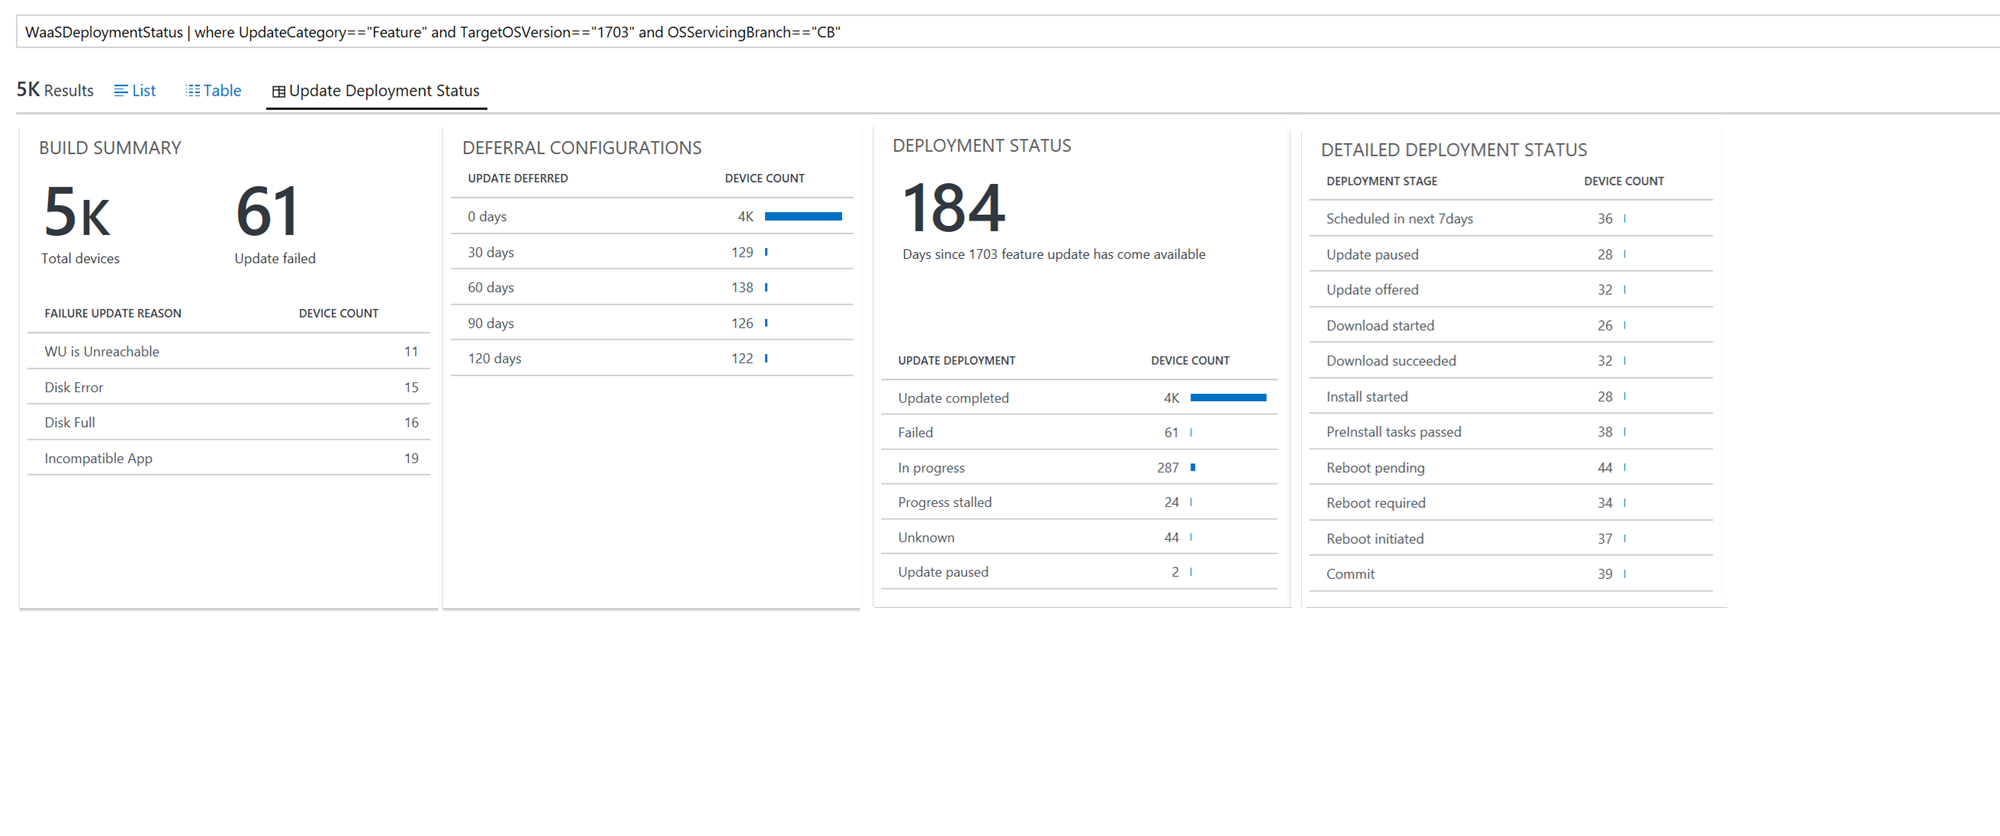 WaaSDeploymentStatus | where UpdateCategory=="Feature" and TargetOSVersion=="1703" and OSServicingBranch=="CB"
5K Results List Table Update Deployment Status
BUILD SUMMARY
5K 61
Total devices Update failed
FAILURE UPDATE REASON DEVICE COUNT
WU is Unreachable 11
Disk Error 15
Disk Full 16
Incompatible App 19
DEFERRAL CONFIGURATIONS
UPDATE DEFERRED DEVICE COUNT
0 days 4K
30 days 129
60 days 138
90 days 126
120 days 122
DEPLOYMENT STATUS
184
Days since 1703 feature update has come available
UPDATE DEPLOYMENT DEVICE COUNT
Update completed 4K
Failed 61
In progress 287
Progress stalled 24
Unknown 44
Update paused 2
DETAILED DEPLOYMENT STATUS
DEPLOYMENT STAGE DEVICE COUNT
Scheduled in next 7days 36
Update paused 28
Update offered 32
Download started 26
Download succeeded 32
Install started 28
PreInstall tasks passed 38
Reboot pending 44
Reboot required 34
Reboot initiated 37
Commit 39